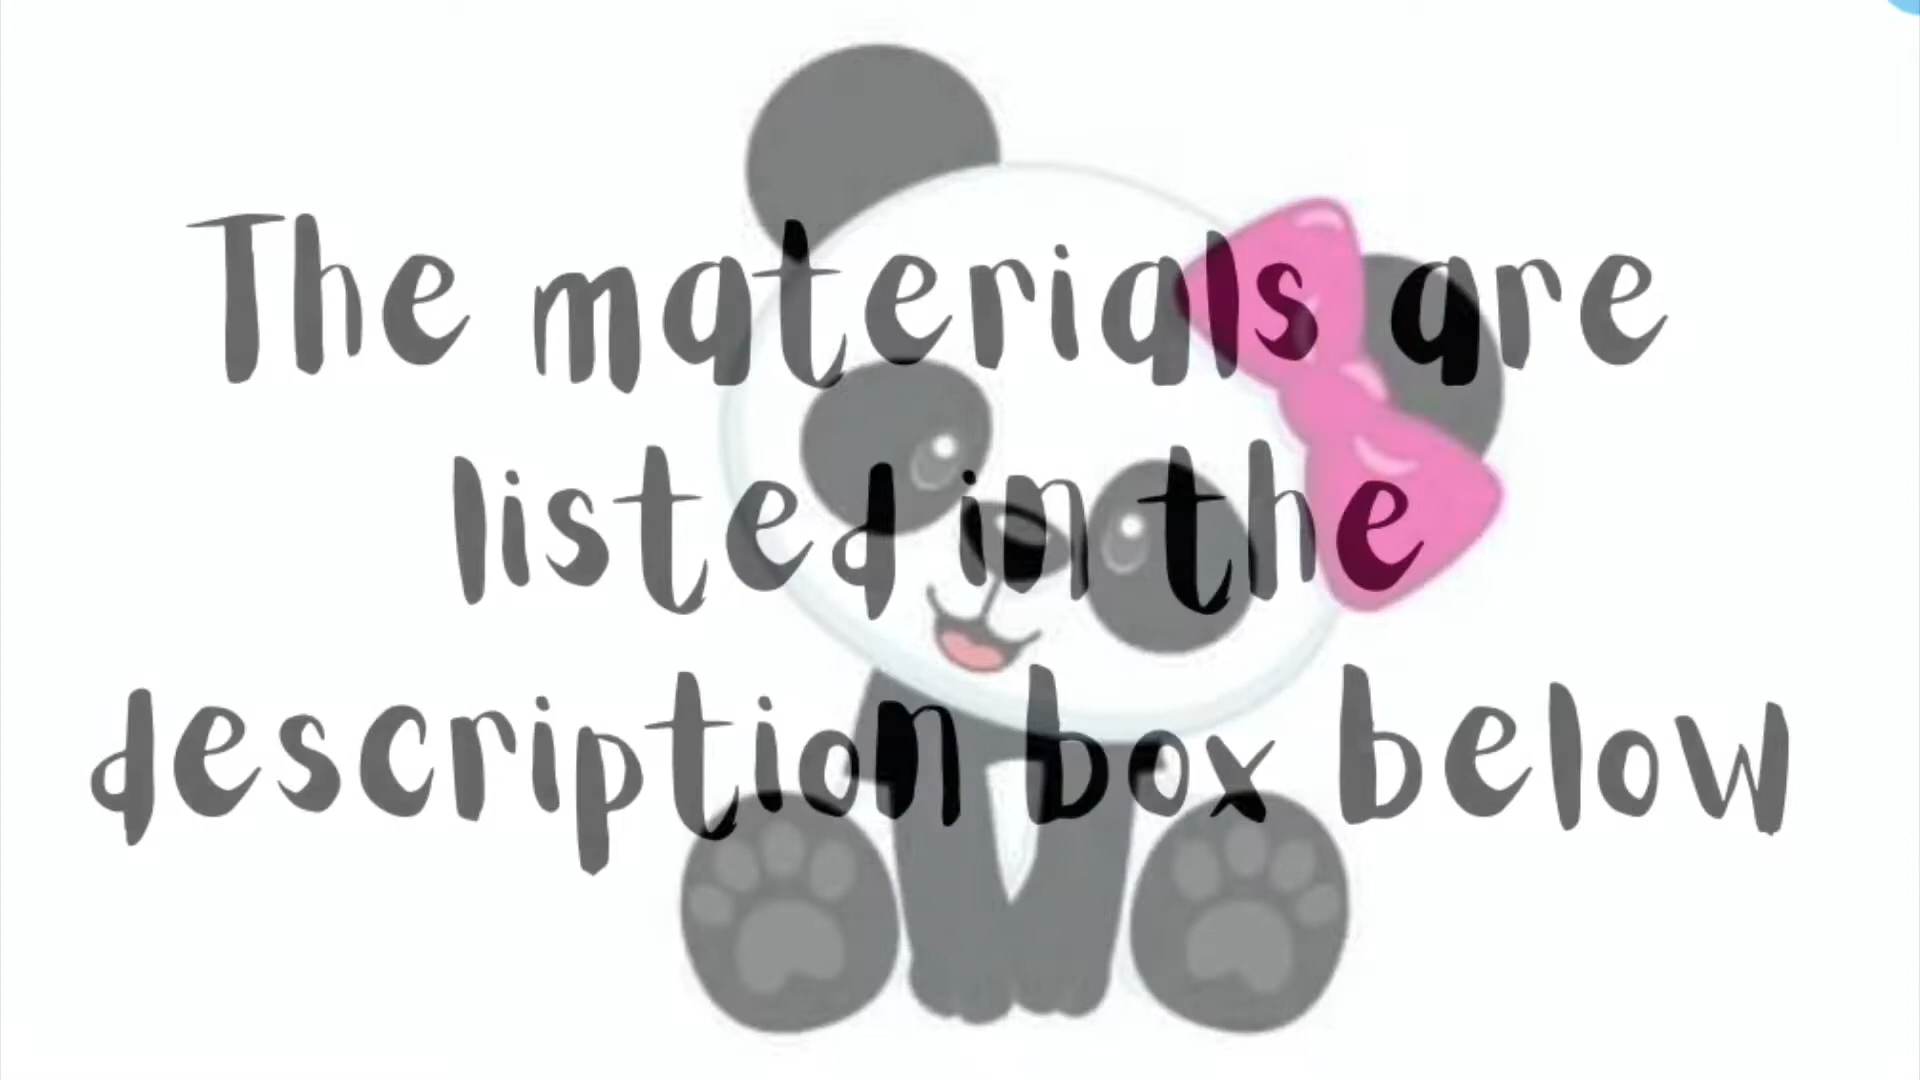 The materials are
listed in the
description box below